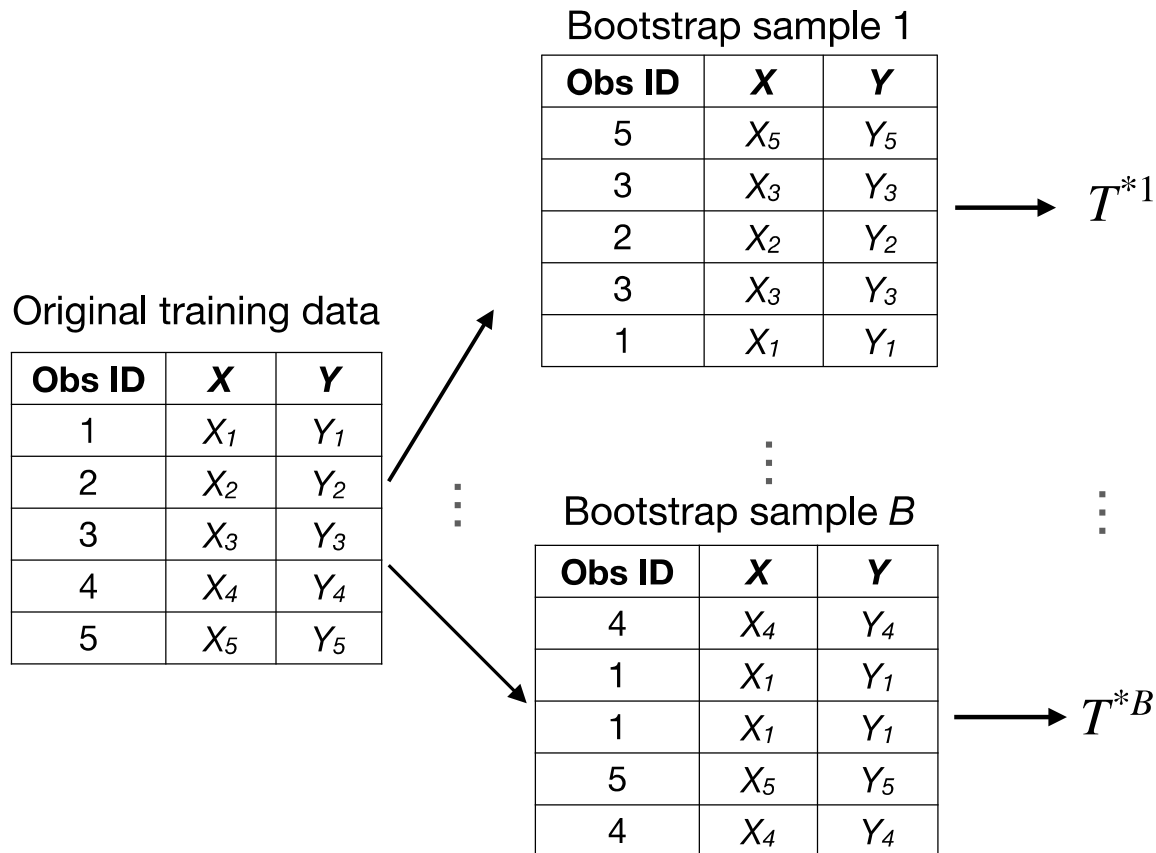 Bootstrap sample 1
Obs ID X Y
5 X₅ Y₅
3 X₃ Y₃
2 X₂ Y₂
3 X₃ Y₃
1 X₁ Y₁
T*1
Original training data
Obs ID X Y
1 X₁ Y₁
2 X₂ Y₂
3 X₃ Y₃
4 X₄ Y₄
5 X₅ Y₅
Bootstrap sample B
Obs ID X Y
4 X₄ Y₄
1 X₁ Y₁
1 X₁ Y₁
5 X₅ Y₅
4 X₄ Y₄
T*B